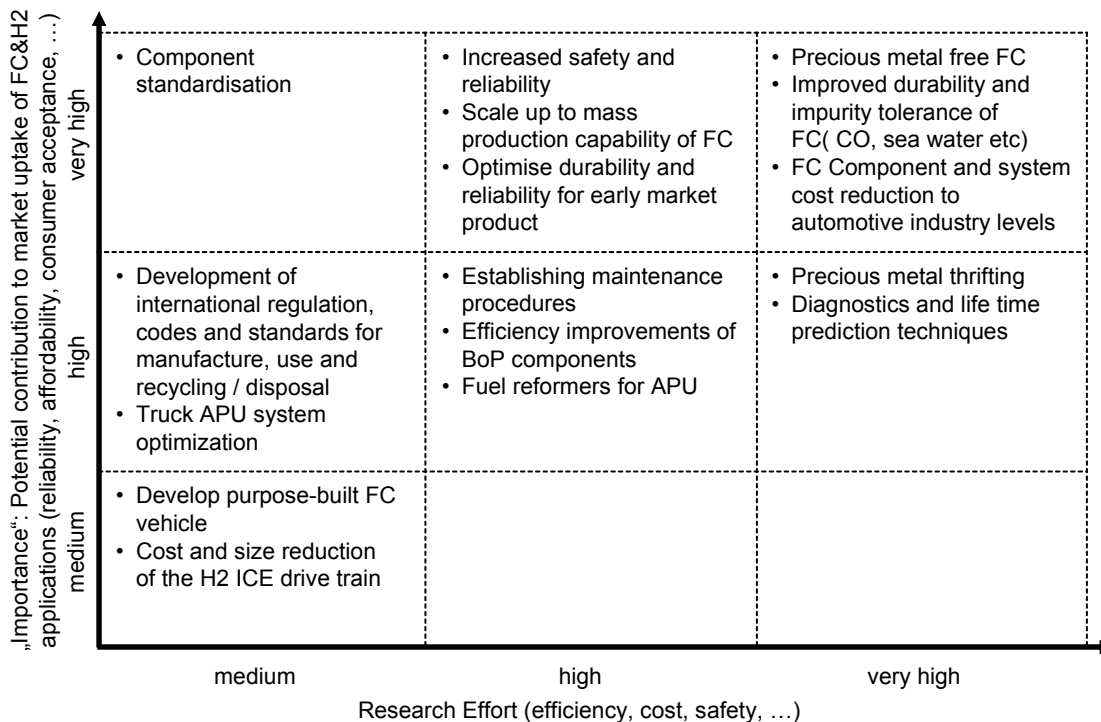 „Importance“: Potential contribution to market uptake of FC&H2
applications (reliability, affordability, consumer acceptance, …)
very high
• Component
standardisation
• Increased safety and
reliability
• Scale up to mass
production capability of FC
• Optimise durability and
reliability for early market
product
• Precious metal free FC
• Improved durability and
impurity tolerance of
FC( CO, sea water etc)
• FC Component and system
cost reduction to
automotive industry levels
high
• Development of
international regulation,
codes and standards for
manufacture, use and
recycling / disposal
• Truck APU system
optimization
• Establishing maintenance
procedures
• Efficiency improvements of
BoP components
• Fuel reformers for APU
• Precious metal thrifting
• Diagnostics and life time
prediction techniques
medium
• Develop purpose-built FC
vehicle
• Cost and size reduction
of the H2 ICE drive train
medium
high
very high
Research Effort (efficiency, cost, safety, …)